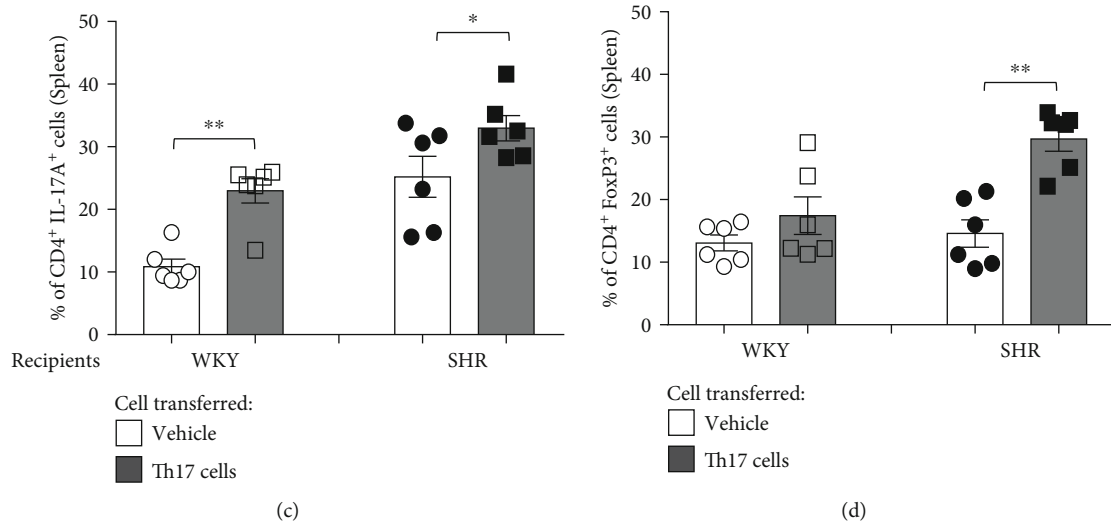 % of CD4+ IL-17A+ cells (Spleen)
50
40
30
20
10
0
**
*
Recipients
WKY
SHR
Cell transferred:
Vehicle
Th17 cells
(c)
% of CD4+ FoxP3+ cells (Spleen)
50
40
30
20
10
0
**
WKY
SHR
Cell transferred:
Vehicle
Th17 cells
(d)